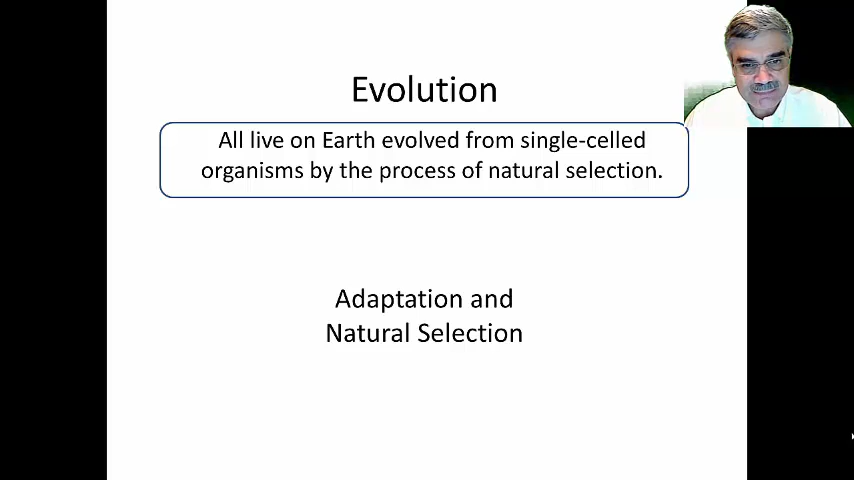 Evolution
All live on Earth evolved from single-celled
organisms by the process of natural selection.
Adaptation and
Natural Selection